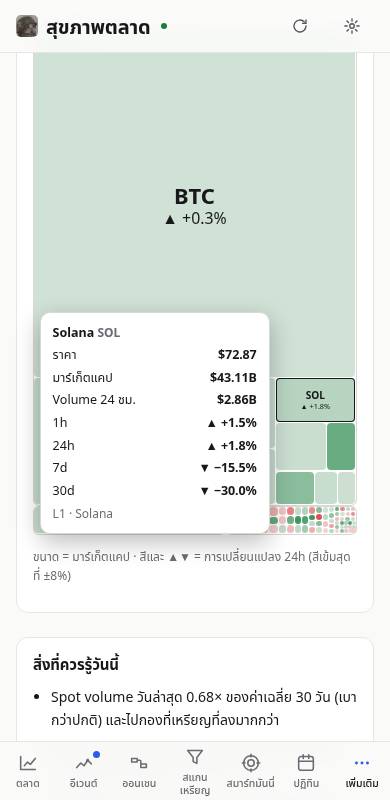 สุขภาพตลาด
BTC
▲ +0.3%
Solana SOL
ราคา $72.87
มาร์เก็ตแคป $43.11B
Volume 24 ชม. $2.86B
1h ▲ +1.5%
24h ▲ +1.8%
7d ▼ −15.5%
30d ▼ −30.0%
L1 · Solana
SOL
▲ +1.8%
ขนาด = มาร์เก็ตแคป · สีและ ▲▼ = การเปลี่ยนแปลง 24h (สีเข้มสุด
ที่ ±8%)
สิ่งที่ควรรู้วันนี้
• Spot volume วันล่าสุด 0.68× ของค่าเฉลี่ย 30 วัน (เบา
กว่าปกติ) และไปกองที่เหรียญที่ลงมากกว่า
ตลาด
อีเวนต์
ออนเชน
สแกน
เหรียญ
สมาร์ทมันนี่
ปฏิทิน
เพิ่มเติม